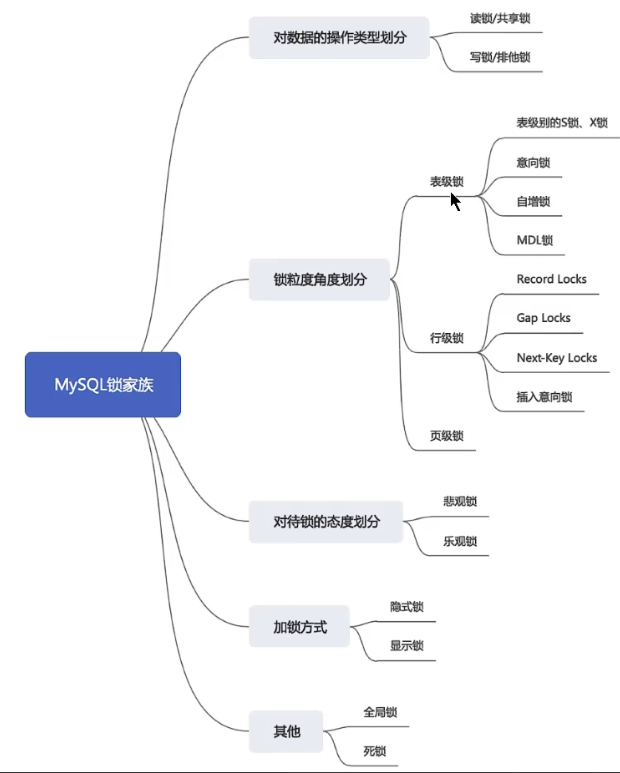 MySQL锁家族
对数据的操作类型划分
读锁/共享锁
写锁/排他锁
锁粒度角度划分
表级锁
表级别的S锁、X锁
意向锁
自增锁
MDL锁
行级锁
Record Locks
Gap Locks
Next-Key Locks
插入意向锁
页级锁
对待锁的态度划分
悲观锁
乐观锁
加锁方式
隐式锁
显示锁
其他
全局锁
死锁